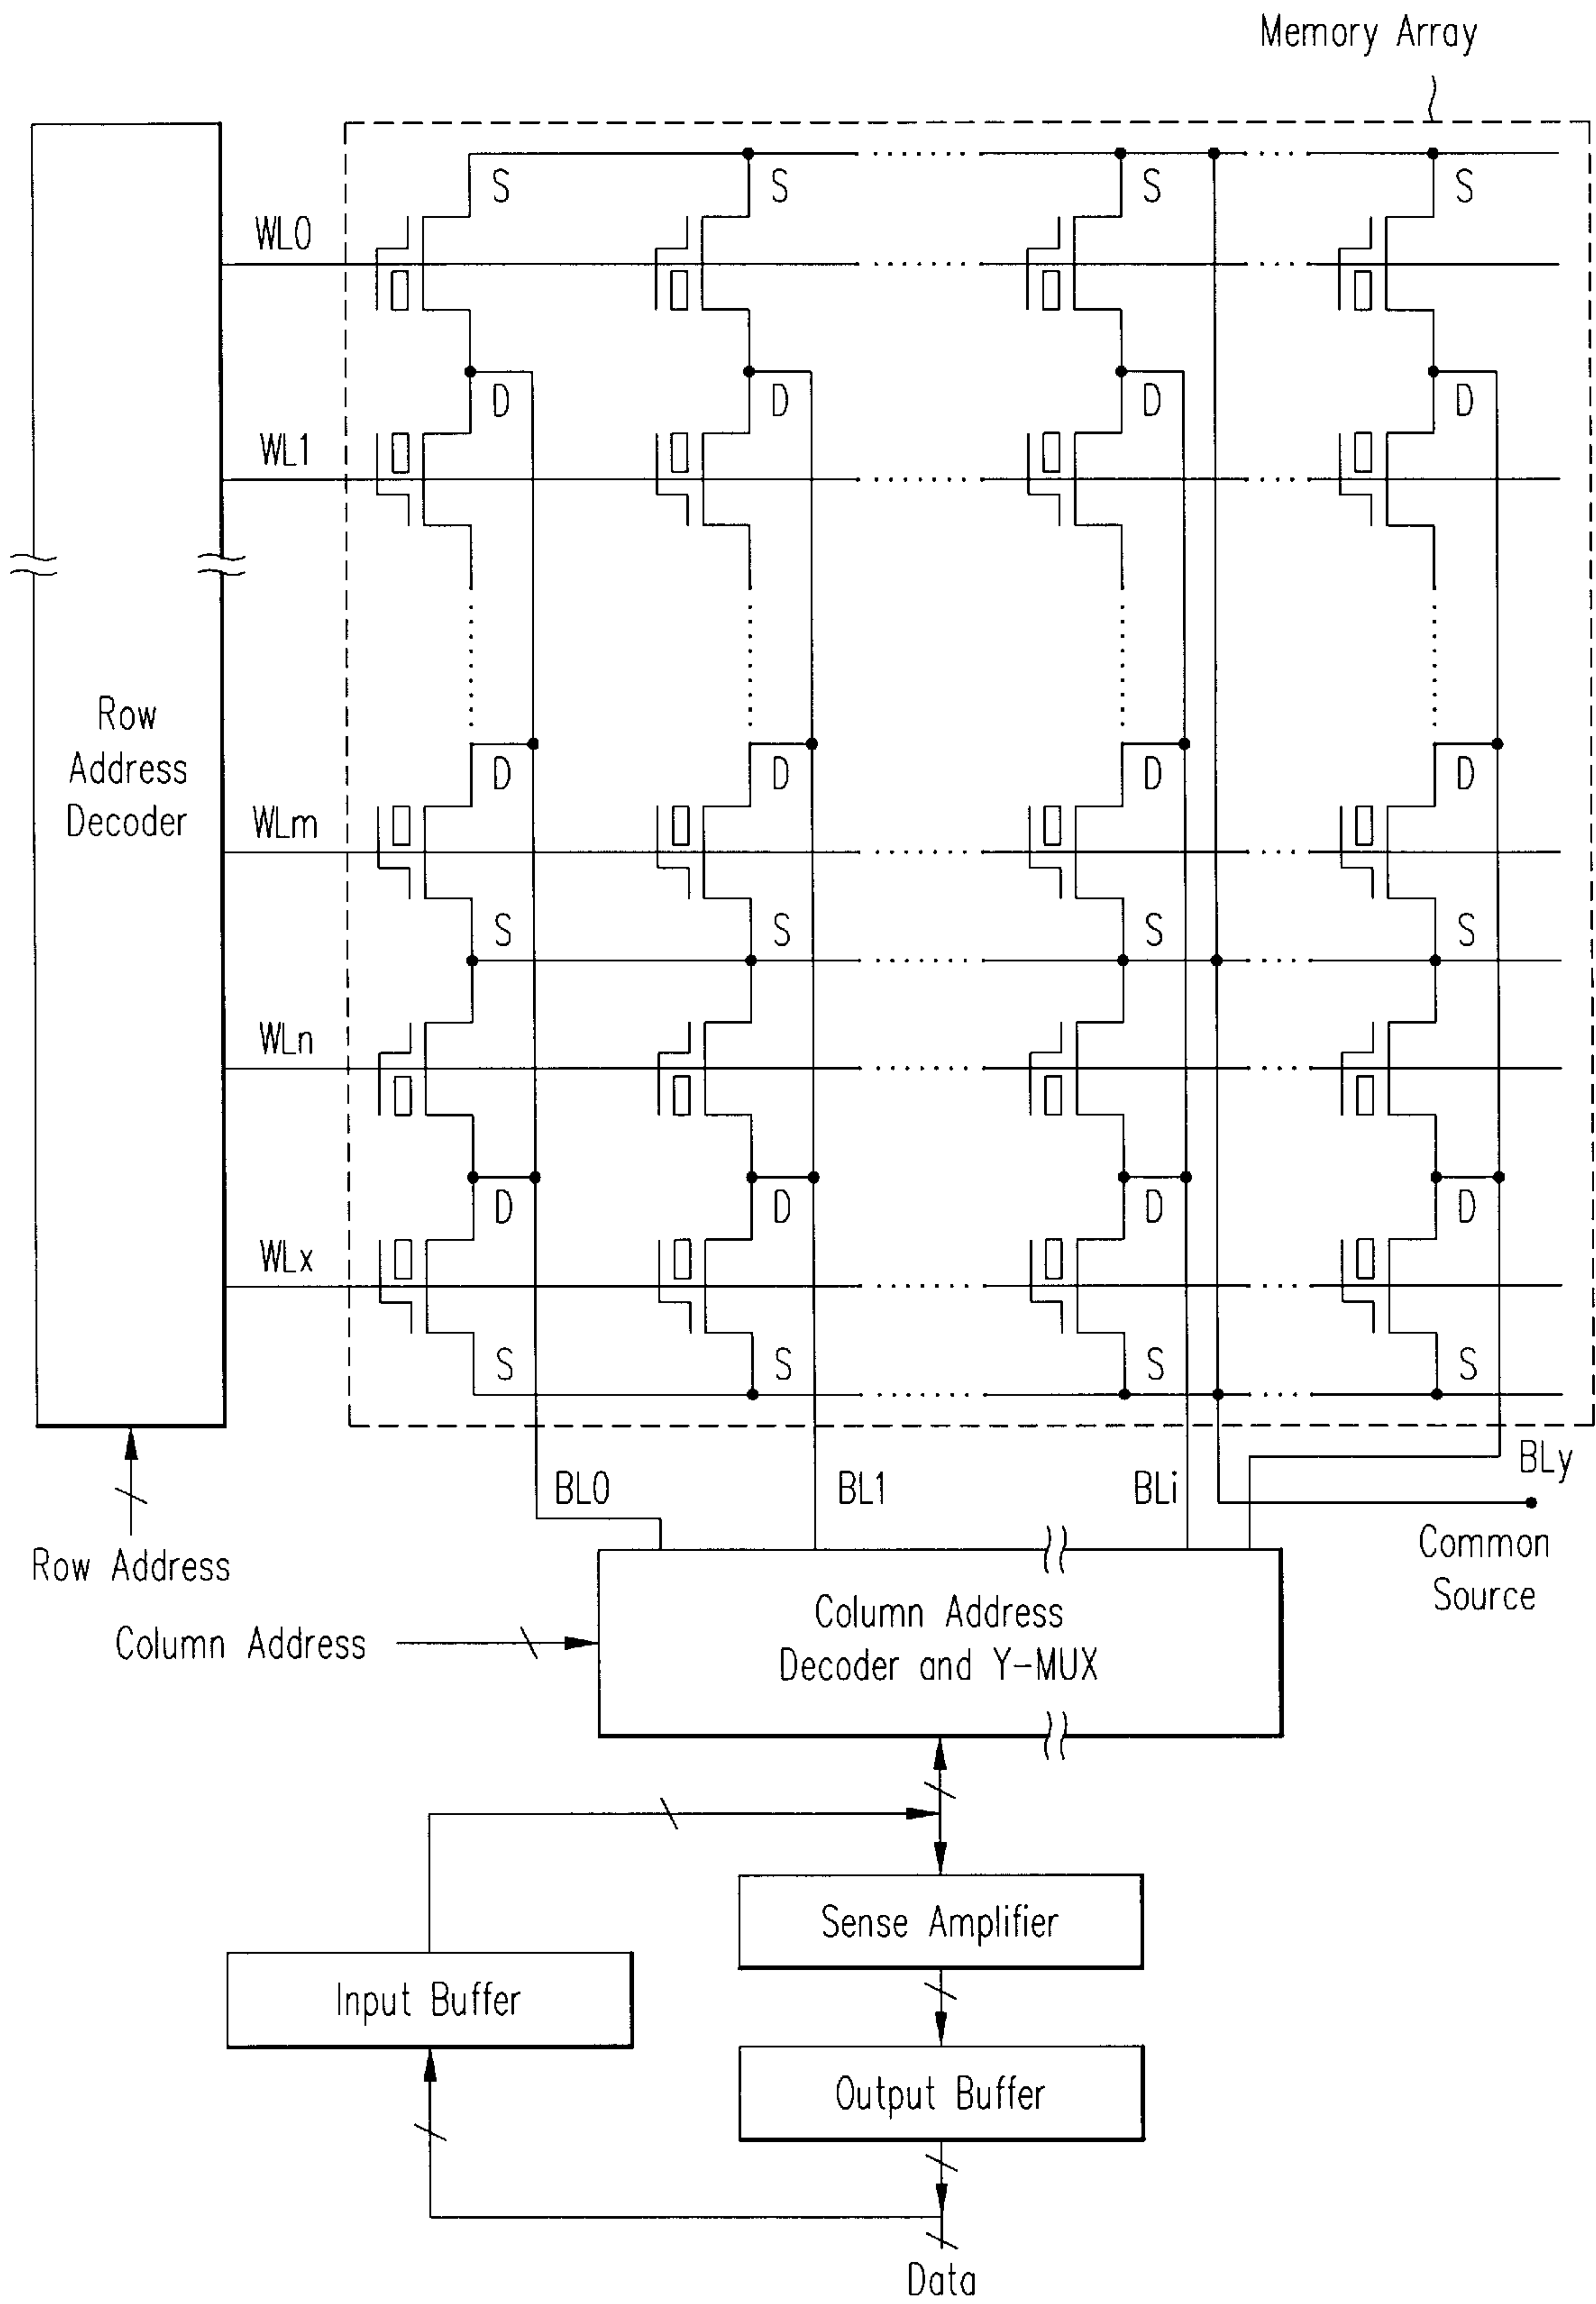 Memory Array
S S S S
WL0
D D D D
WL1
Row
Address
Decoder
D D D D
WLm
S S S S
WLn
D D D D
WLx
S S S S
BL0 BL1 BLi BLy
Row Address
Common
Source
Column Address
Column Address
Decoder and Y-MUX
Sense Amplifier
Input Buffer
Output Buffer
Data